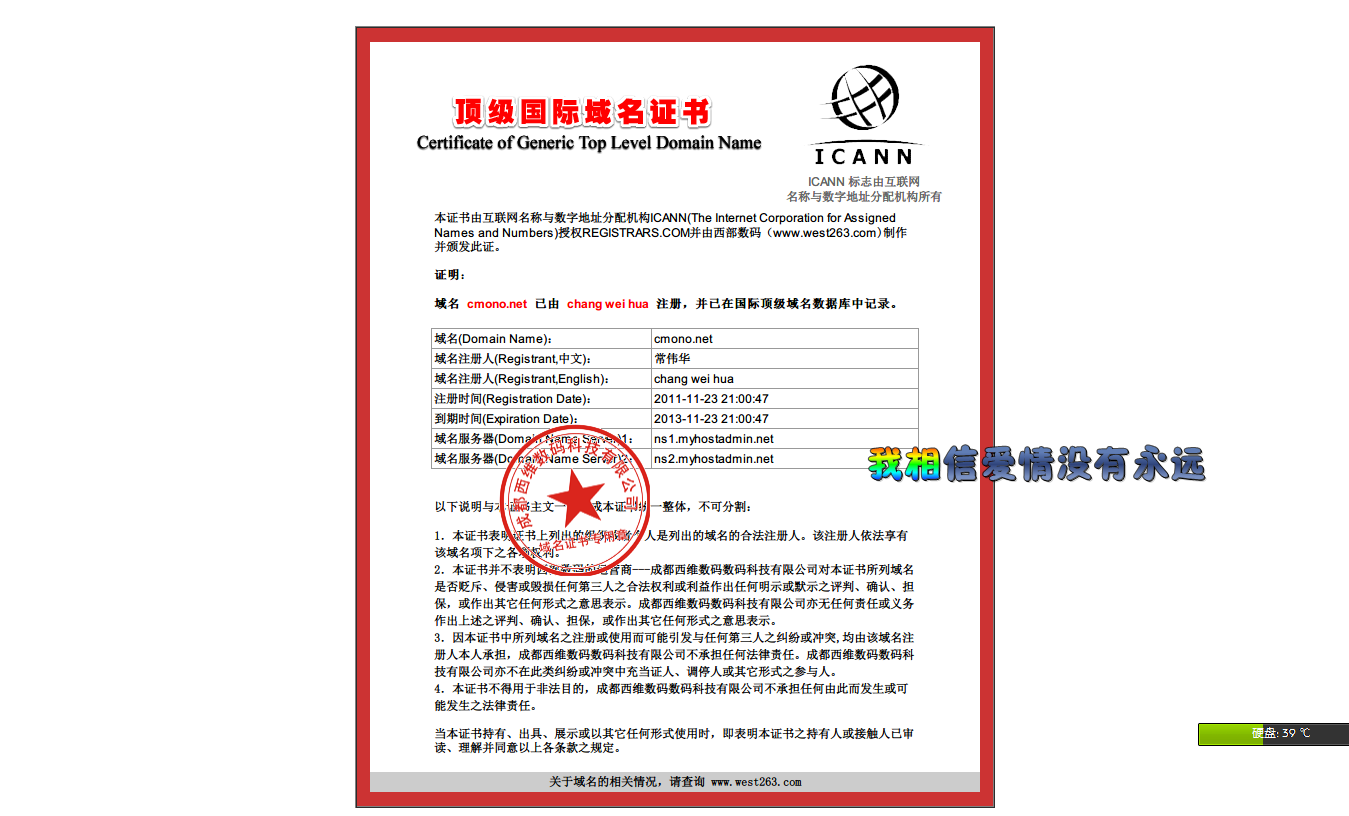 顶级国际域名证书
Certificate of Generic Top Level Domain Name
ICANN
ICANN 标志由互联网
名称与数字地址分配机构所有
本证书由互联网名称与数字地址分配机构ICANN(The Internet Corporation for Assigned
Names and Numbers)授权REGISTRARS.COM并由西部数码（www.west263.com)制作
并颁发此证。
证明：
域名 cmono.net 已由 chang wei hua 注册，并已在国际顶级域名数据库中记录。
域名(Domain Name)： cmono.net
域名注册人(Registrant,中文)： 常伟华
域名注册人(Registrant,English)： chang wei hua
注册时间(Registration Date)： 2011-11-23 21:00:47
到期时间(Expiration Date)： 2013-11-23 21:00:47
域名服务器(Domain Name Server)1： ns1.myhostadmin.net
域名服务器(Domain Name Server)2： ns2.myhostadmin.net
我相信爱情没有永远
成都西维数码科技有限公司
域名证书专用章
以下说明与本证书主文一 成本证 一整体，不可分割：
1. 本证书表明证书上列出的组织 个人是列出的域名的合法注册人。该注册人依法享有
该域名项下之各项权利。
2. 本证书并不表明西部数码运营商---成都西维数码数码科技有限公司对本证书所列域名
是否贬斥、侵害或毁损任何第三人之合法权利或利益作出任何明示或默示之评判、确认、担
保，或作出其它任何形式之意思表示。成都西维数码数码科技有限公司亦无任何责任或义务
作出上述之评判、确认、担保，或作出其它任何形式之意思表示。
3. 因本证书中所列域名之注册或使用而可能引发与任何第三人之纠纷或冲突,均由该域名注
册人本人承担，成都西维数码数码科技有限公司不承担任何法律责任。成都西维数码数码科
技有限公司亦不在此类纠纷或冲突中充当证人、调停人或其它形式之参与人。
4. 本证书不得用于非法目的，成都西维数码数码科技有限公司不承担任何由此而发生或可
能发生之法律责任。
硬盘: 39 ℃
当本证书持有、出具、展示或以其它任何形式使用时，即表明本证书之持有人或接触人已审
读、理解并同意以上各条款之规定。
关于域名的相关情况，请查询 www.west263.com